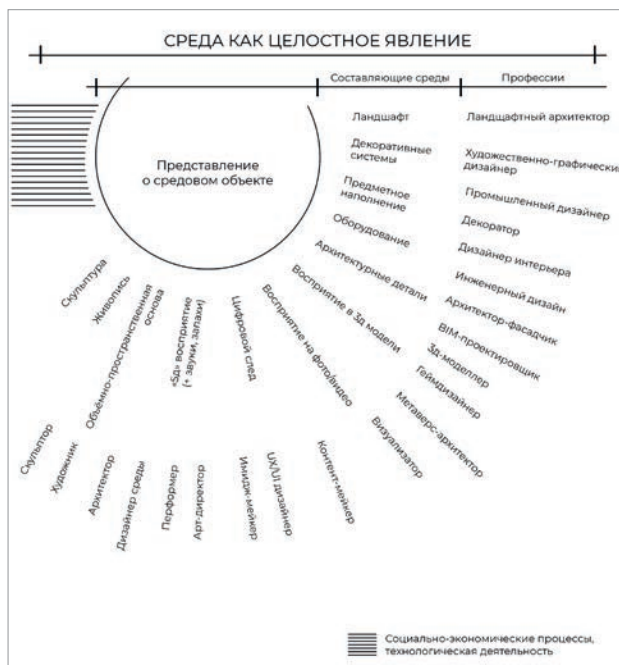 СРЕДА КАК ЦЕЛОСТНОЕ ЯВЛЕНИЕ
Составляющие среды
Профессии
Представление
о средовом объекте
Ландшафт
Декоративные
системы
Предметное
наполнение
Оборудование
Архитектурные детали
Восприятие в 3д модели
Восприятие на фото/видео
Цифровой след
«5д» восприятие
(+ звуки, запахи)
Объёмно-пространственная
основа
Живопись
Скульптура
Ландщафтный архитектор
Художественно-графический
дизайнер
Промышленный дизайнер
Декоратор
Дизайнер интерьера
Инженерный дизайн
Архитектор-фасадчик
BIM-проектировщик
3д-моделлер
Геймдизайнер
Метаверс-архитектор
Визуализатор
Контент-мейкер
UX/UI дизайнер
Имидж-мейкер
Арт-директор
Перформер
Дизайнер среды
Архитектор
Художник
Скульптор
Социально-экономические процессы,
технологическая деятельность